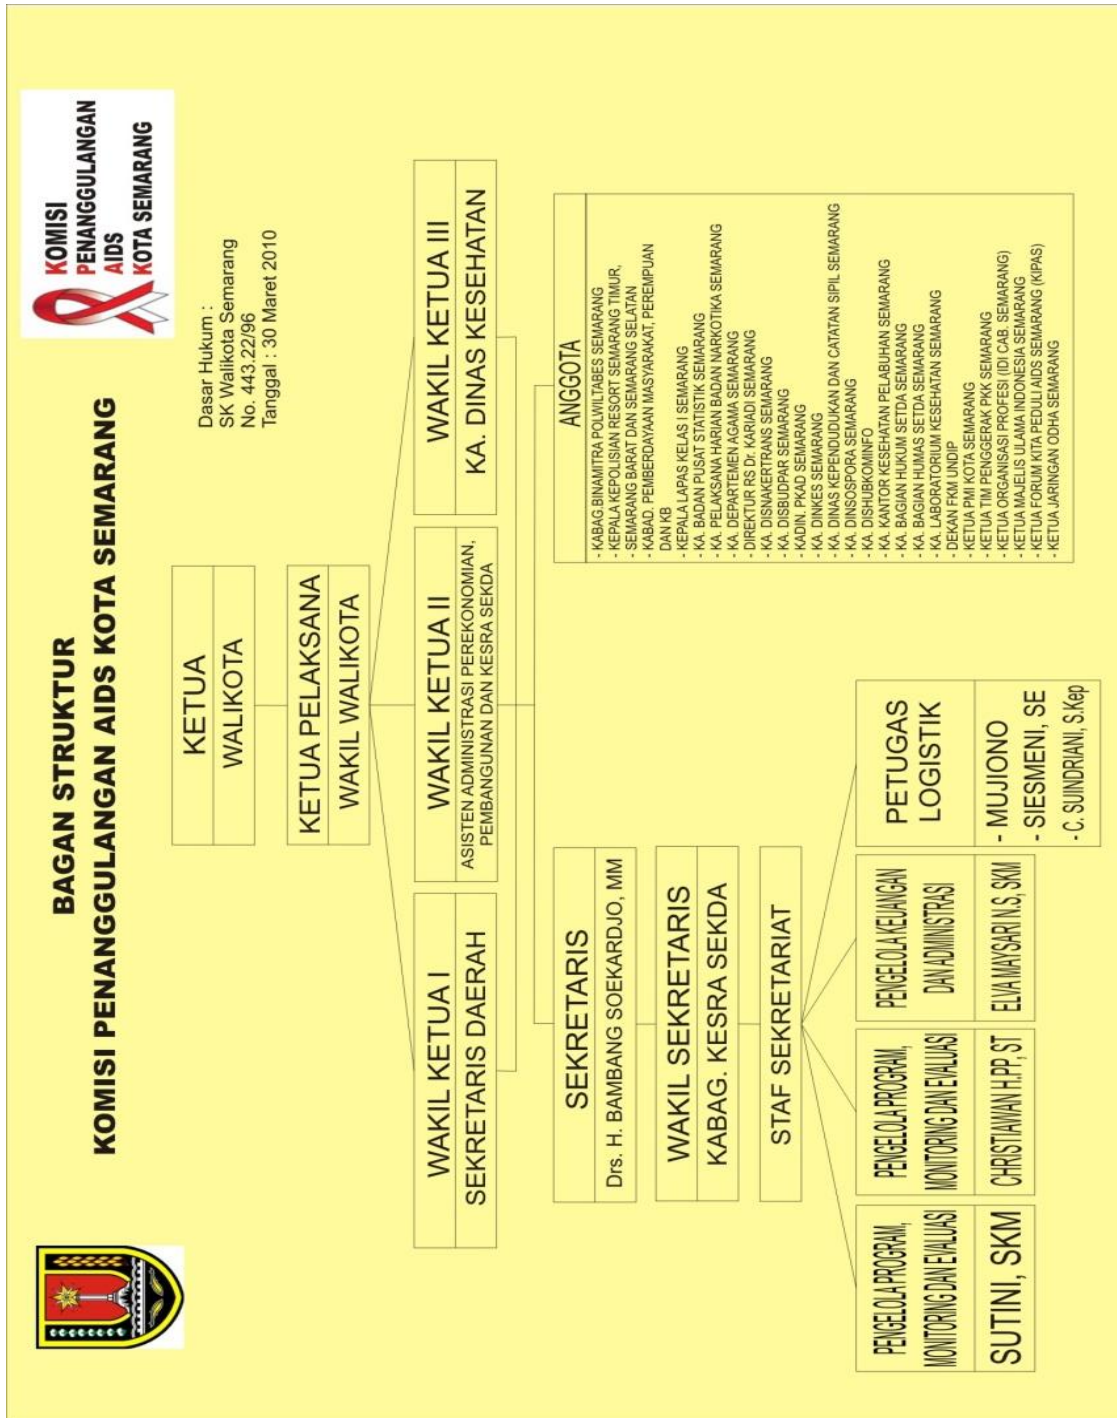 BAGAN STRUKTUR
KOMISI PENANGGULANGAN AIDS KOTA SEMARANG
KOMISI
PENANGGULANGAN
AIDS
KOTA SEMARANG
Dasar Hukum :
SK Walikota Semarang
No. 443.22/96
Tanggal : 30 Maret 2010
KETUA
WALIKOTA
KETUA PELAKSANA
WAKIL WALIKOTA
WAKIL KETUA I
SEKRETARIS DAERAH
WAKIL KETUA II
ASISTEN ADMINISTRASI PEREKONOMIAN,
PEMBANGUNAN DAN KESRA SEKDA
WAKIL KETUA III
KA. DINAS KESEHATAN
SEKRETARIS
Drs. H. BAMBANG SOEKARDJO, MM
WAKIL SEKRETARIS
KABAG. KESRA SEKDA
STAF SEKRETARIAT
PENGELOLA PROGRAM,
MONITORING DAN EVALUASI
SUTINI, SKM
PENGELOLA PROGRAM,
MONITORING DAN EVALUASI
CHRISTIAWAN H.PP, ST
PENGELOLA KEUANGAN
DAN ADMINISTRASI
ELVA MAYSARI N.S, SKM
PETUGAS
LOGISTIK
- MUJIONO
- SIESMENI, SE
- C. SUINDRIANI, S.Kep
ANGGOTA
- KABAG.BINAMITRA POLWILTABES SEMARANG
- KEPALA KEPOLISIAN RESORT SEMARANG TIMUR,
- SEMARANG BARAT DAN SEMARANG SELATAN
- KABAD. PEMBERDAYAAN MASYARAKAT, PEREMPUAN
DAN KB
- KEPALA LAPAS KELAS I SEMARANG
- KA. BADAN PUSAT STATISTIK SEMARANG
- KA. PELAKSANA HARIAN BADAN NARKOTIKA SEMARANG
- KA. DEPARTEMEN AGAMA SEMARANG
- DIREKTUR RS Dr. KARIADI SEMARANG
- KA. DISNAKERTRANS SEMARANG
- KA. DISBUDPAR SEMARANG
- KADIN. PKAD SEMARANG
- KA. DINKES SEMARANG
- KA. DINAS KEPENDUDUKAN DAN CATATAN SIPIL SEMARANG
- KA. DINSOSPORA SEMARANG
- KA. DISHUBKOMINFO
- KA. KANTOR KESEHATAN PELABUHAN SEMARANG
- KA. BAGIAN HUKUM SETDA SEMARANG
- KA. BAGIAN HUMAS SETDA SEMARANG
- KA. LABORATORIUM KESEHATAN SEMARANG
- DEKAN FKM UNDIP
- KETUA PMI KOTA SEMARANG
- KETUA TIM PENGGERAK PKK SEMARANG
- KETUA ORGANISASI PROFESI (IDI CAB. SEMARANG)
- KETUA MAJELIS ULAMA INDONESIA SEMARANG
- KETUA FORUM KITA PEDULI AIDS SEMARANG (KIPAS)
- KETUA JARINGAN ODHA SEMARANG